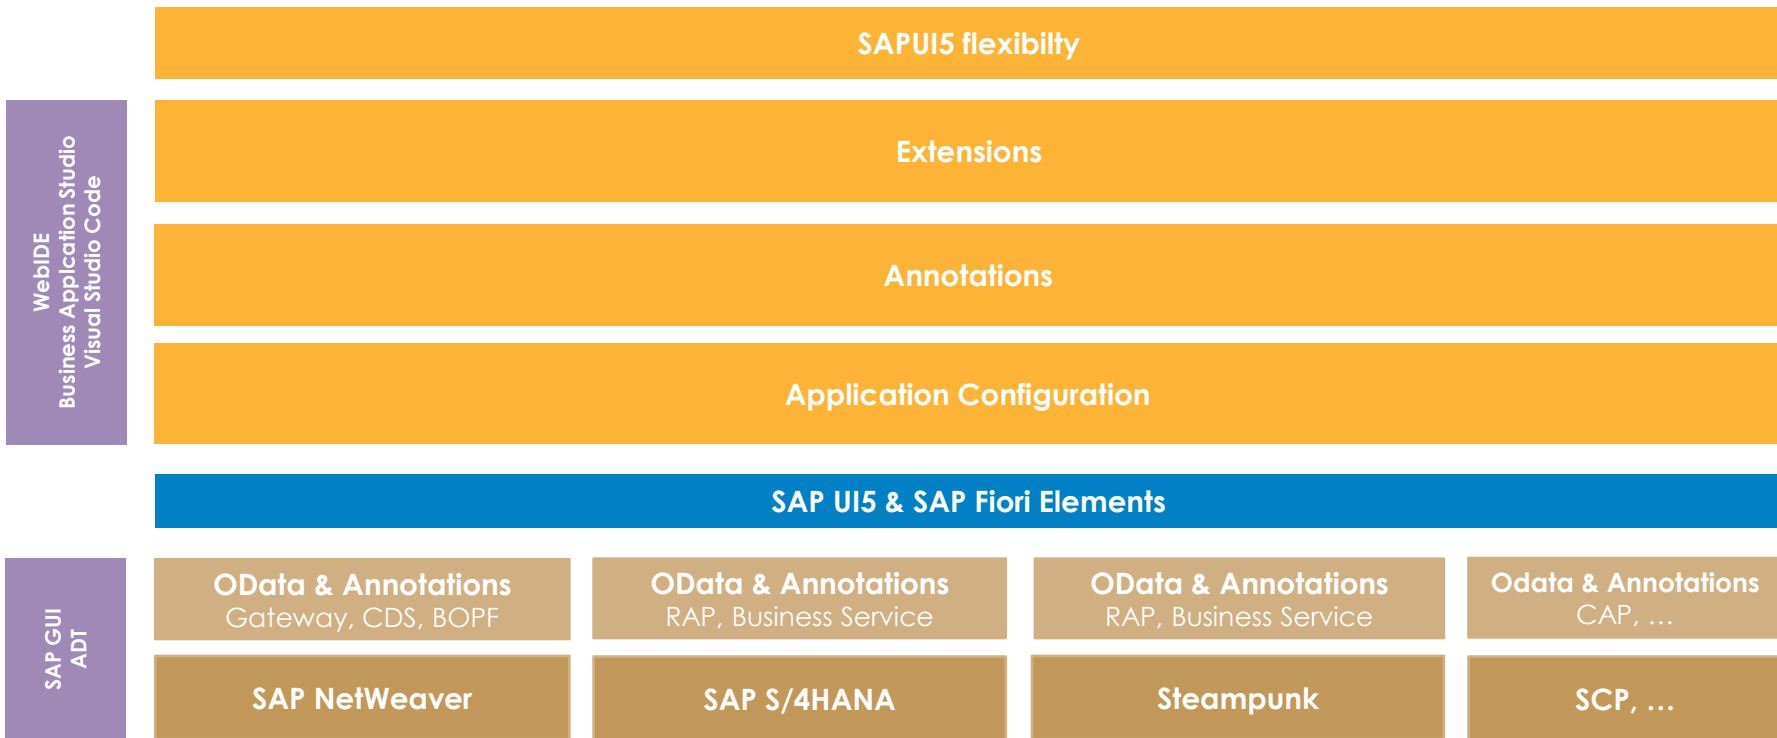 SAPUI5 flexibilty
WebIDE
Business Applcation Studio
Visual Studio Code
Extensions
Annotations
Application Configuration
SAP UI5 & SAP Fiori Elements
SAP GUI
ADT
OData & Annotations
Gateway, CDS, BOPF
OData & Annotations
RAP, Business Service
OData & Annotations
RAP, Business Service
Odata & Annotations
CAP, ...
SAP NetWeaver
SAP S/4HANA
Steampunk
SCP, ...